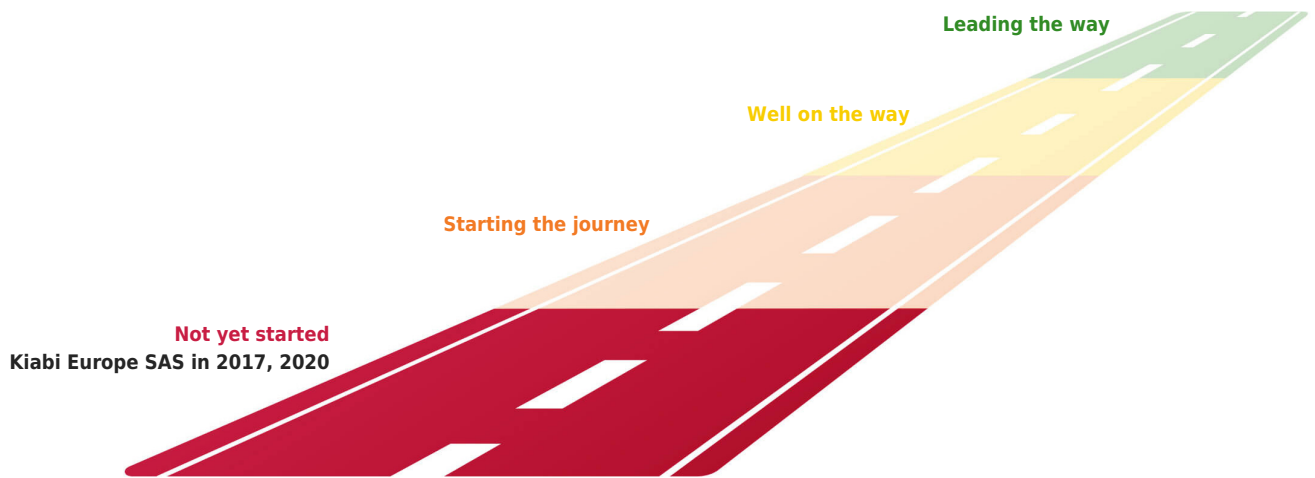 Leading the way
Well on the way
Starting the journey
Not yet started
Kiabi Europe SAS in 2017, 2020